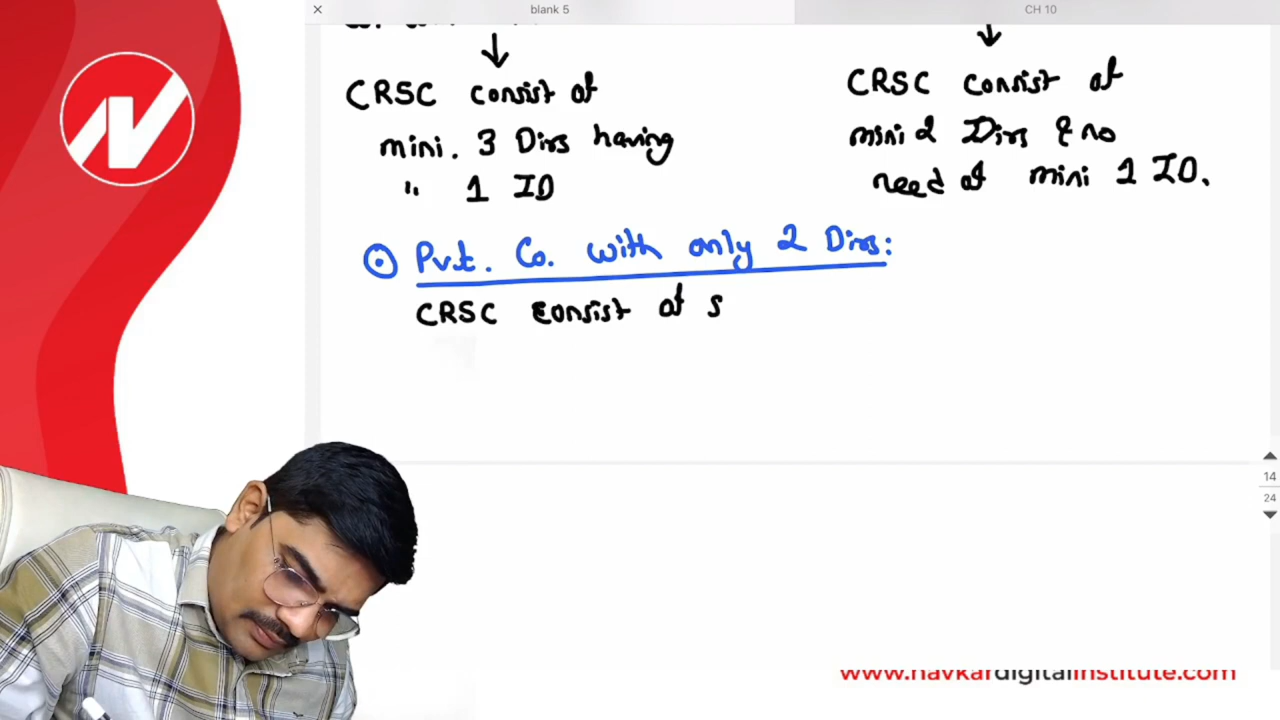 blank 5
CH 10
CRSC consist of
mini. 3 Dirs having
" 1 ID
CRSC consist of
mini 2 Dirs & no
need of mini 1 ID.
Pvt. Co. with only 2 Dirs:
CRSC consist of s
14
24
www.navkardigitalinstitute.com